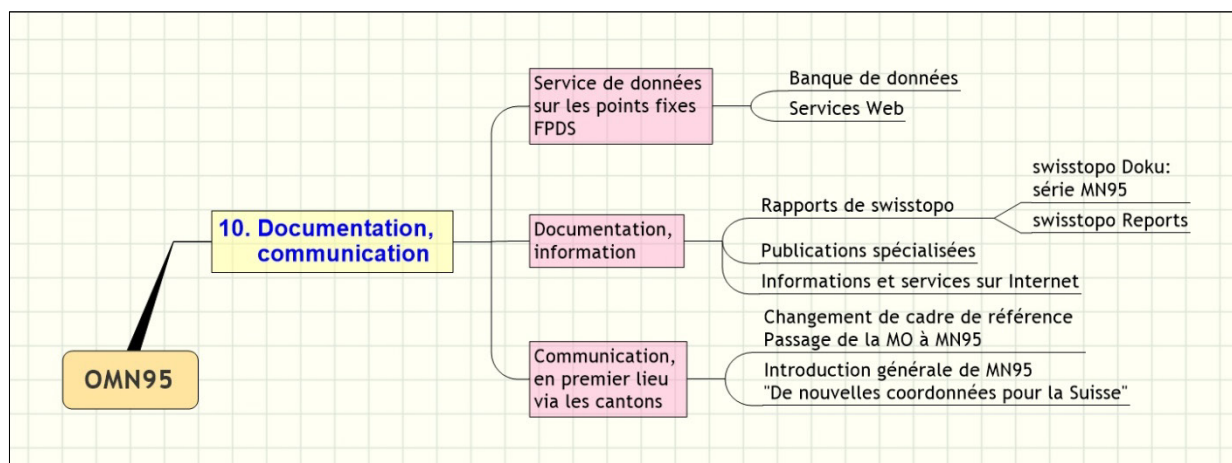 Service de données
sur les points fixes
FPDS
Banque de données
Services Web
10. Documentation,
communication
Documentation,
information
Rapports de swisstopo
swisstopo Doku:
série MN95
swisstopo Reports
Publications spécialisées
Informations et services sur Internet
Communication,
en premier lieu
via les cantons
Changement de cadre de référence
Passage de la MO à MN95
Introduction générale de MN95
"De nouvelles coordonnées pour la Suisse"
OMN95